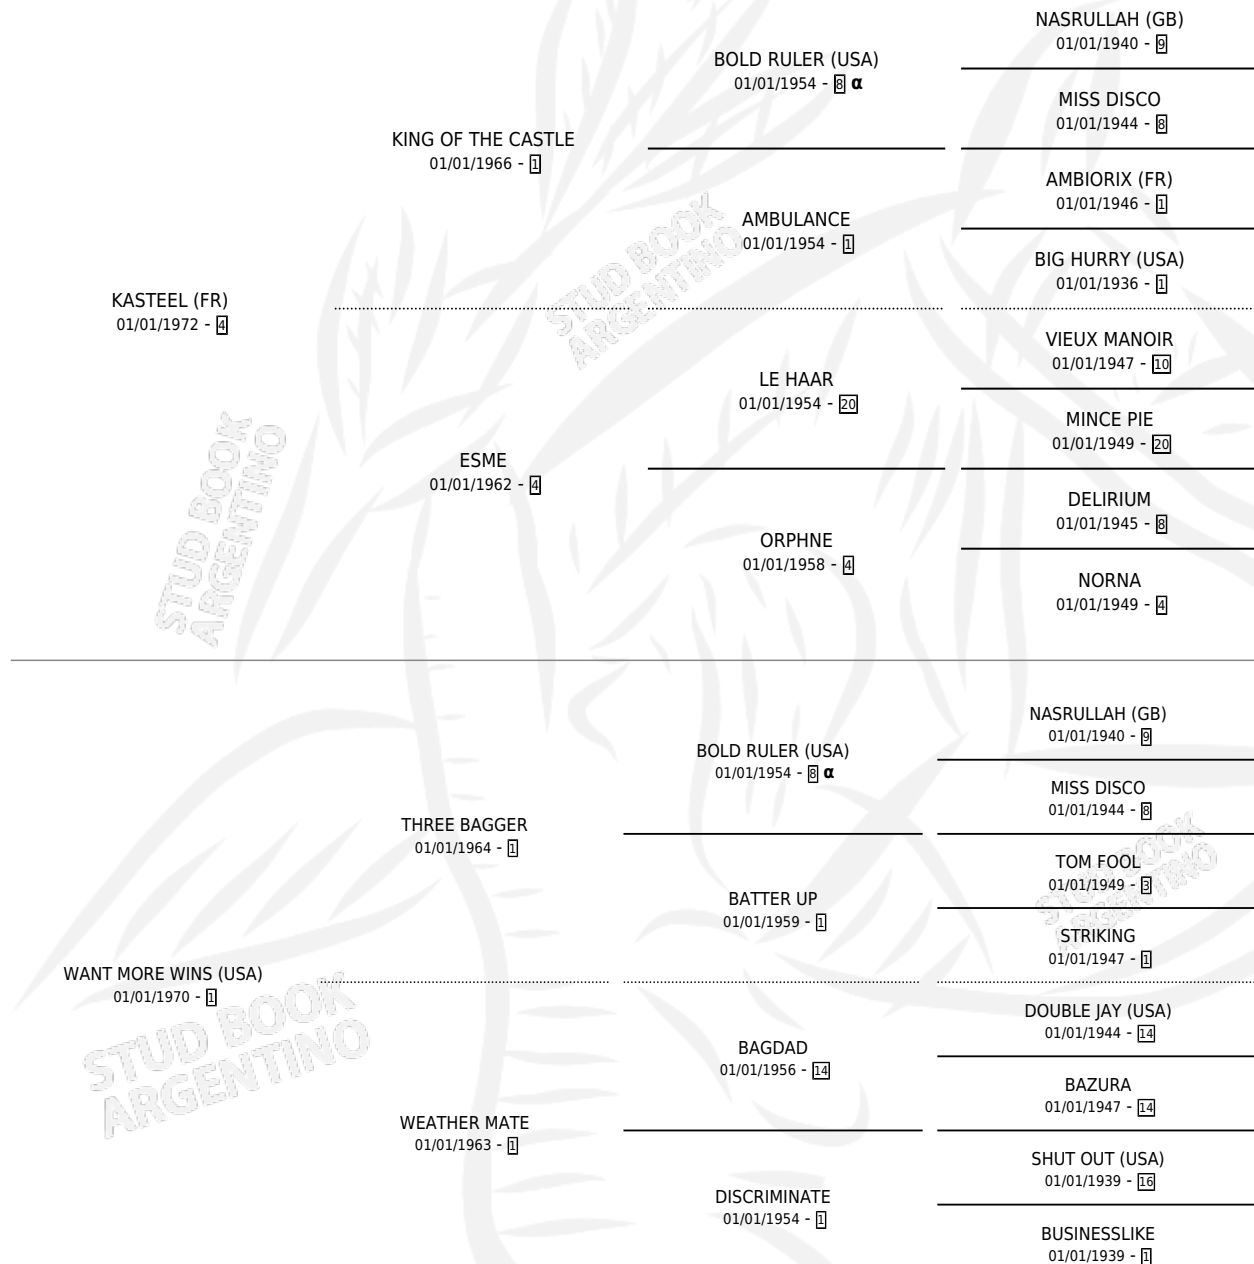 NASRULLAH (GB)
01/01/1940 - 9
BOLD RULER (USA)
01/01/1954 - 8 α
MISS DISCO
01/01/1944 - 8
KING OF THE CASTLE
01/01/1966 - 1
AMBIORIX (FR)
01/01/1946 - 1
AMBULANCE
01/01/1954 - 1
BIG HURRY (USA)
01/01/1936 - 1
KASTEEL (FR)
01/01/1972 - 4
VIEUX MANOIR
01/01/1947 - 10
LE HAAR
01/01/1954 - 20
MINCE PIE
01/01/1949 - 20
ESME
01/01/1962 - 4
DELIRIUM
01/01/1945 - 8
ORPHNE
01/01/1958 - 4
NORNA
01/01/1949 - 4
STUD BOOK
ARGENTINO
STUD BOOK
ARGENTINO
NASRULLAH (GB)
01/01/1940 - 9
BOLD RULER (USA)
01/01/1954 - 8 α
MISS DISCO
01/01/1944 - 8
THREE BAGGER
01/01/1964 - 1
TOM FOOL
01/01/1949 - 3
BATTER UP
01/01/1959 - 1
STRIKING
01/01/1947 - 1
WANT MORE WINS (USA)
01/01/1970 - 1
DOUBLE JAY (USA)
01/01/1944 - 14
BAGDAD
01/01/1956 - 14
BAZURA
01/01/1947 - 14
WEATHER MATE
01/01/1963 - 1
SHUT OUT (USA)
01/01/1939 - 16
DISCRIMINATE
01/01/1954 - 1
BUSINESSLIKE
01/01/1939 - 1
STUD BOOK
ARGENTINO
STUD BOOK
ARGENTINO